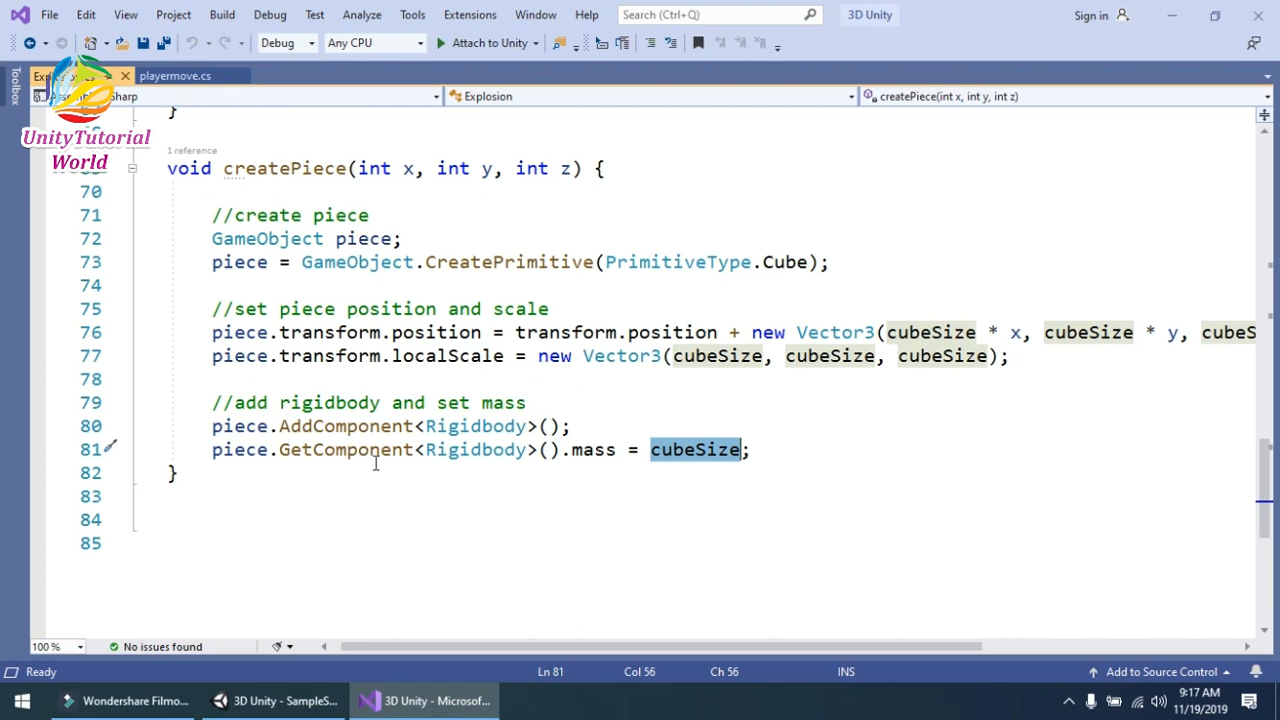 File Edit View Project Build Debug Test Analyze Tools Extensions Window Help Search (Ctrl+Q) 3D Unity Sign in
Debug Any CPU Attach to Unity
playermove.cs
Toolbox
Sharp Explosion createPiece(int x, int y, int z)
UnityTutorial
World
}
1 reference
void createPiece(int x, int y, int z) {
70
71 //create piece
72 GameObject piece;
73 piece = GameObject.CreatePrimitive(PrimitiveType.Cube);
74
75 //set piece position and scale
76 piece.transform.position = transform.position + new Vector3(cubeSize * x, cubeSize * y, cubeS
77 piece.transform.localScale = new Vector3(cubeSize, cubeSize, cubeSize);
78
79 //add rigidbody and set mass
80 piece.AddComponent<Rigidbody>();
81 piece.GetComponent<Rigidbody>().mass = cubeSize;
82 }
83
84
85
100 % No issues found
Ready Ln 81 Col 56 Ch 56 INS Add to Source Control
Wondershare Filmo... 3D Unity - SampleSc... 3D Unity - Microsof... 9:17 AM
11/19/2019